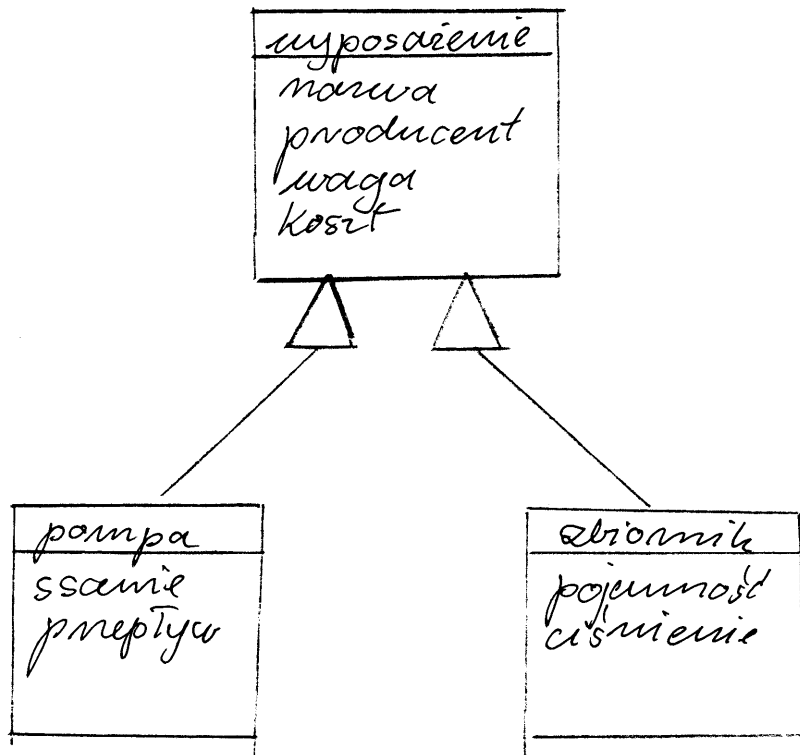 wyposażenie
nazwa
producent
waga
koszt
pompa
ssanie
przepływ
zbiornik
pojemność
ciśnienie